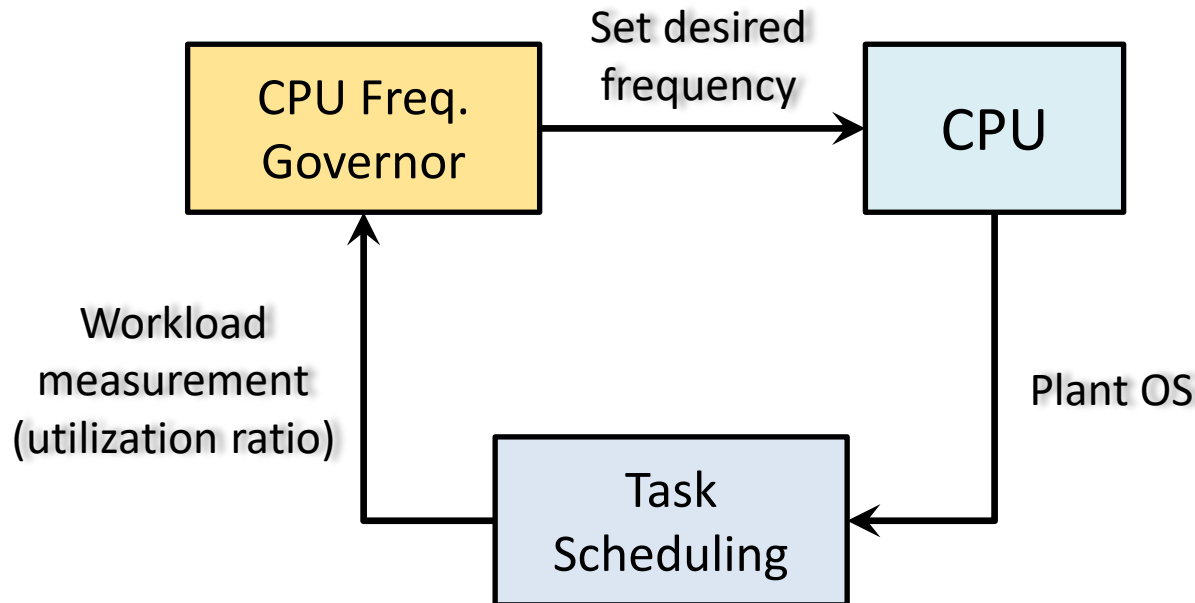 Set desired
frequency
CPU Freq.
Governor
CPU
Workload
measurement
(utilization ratio)
Plant OS
Task
Scheduling